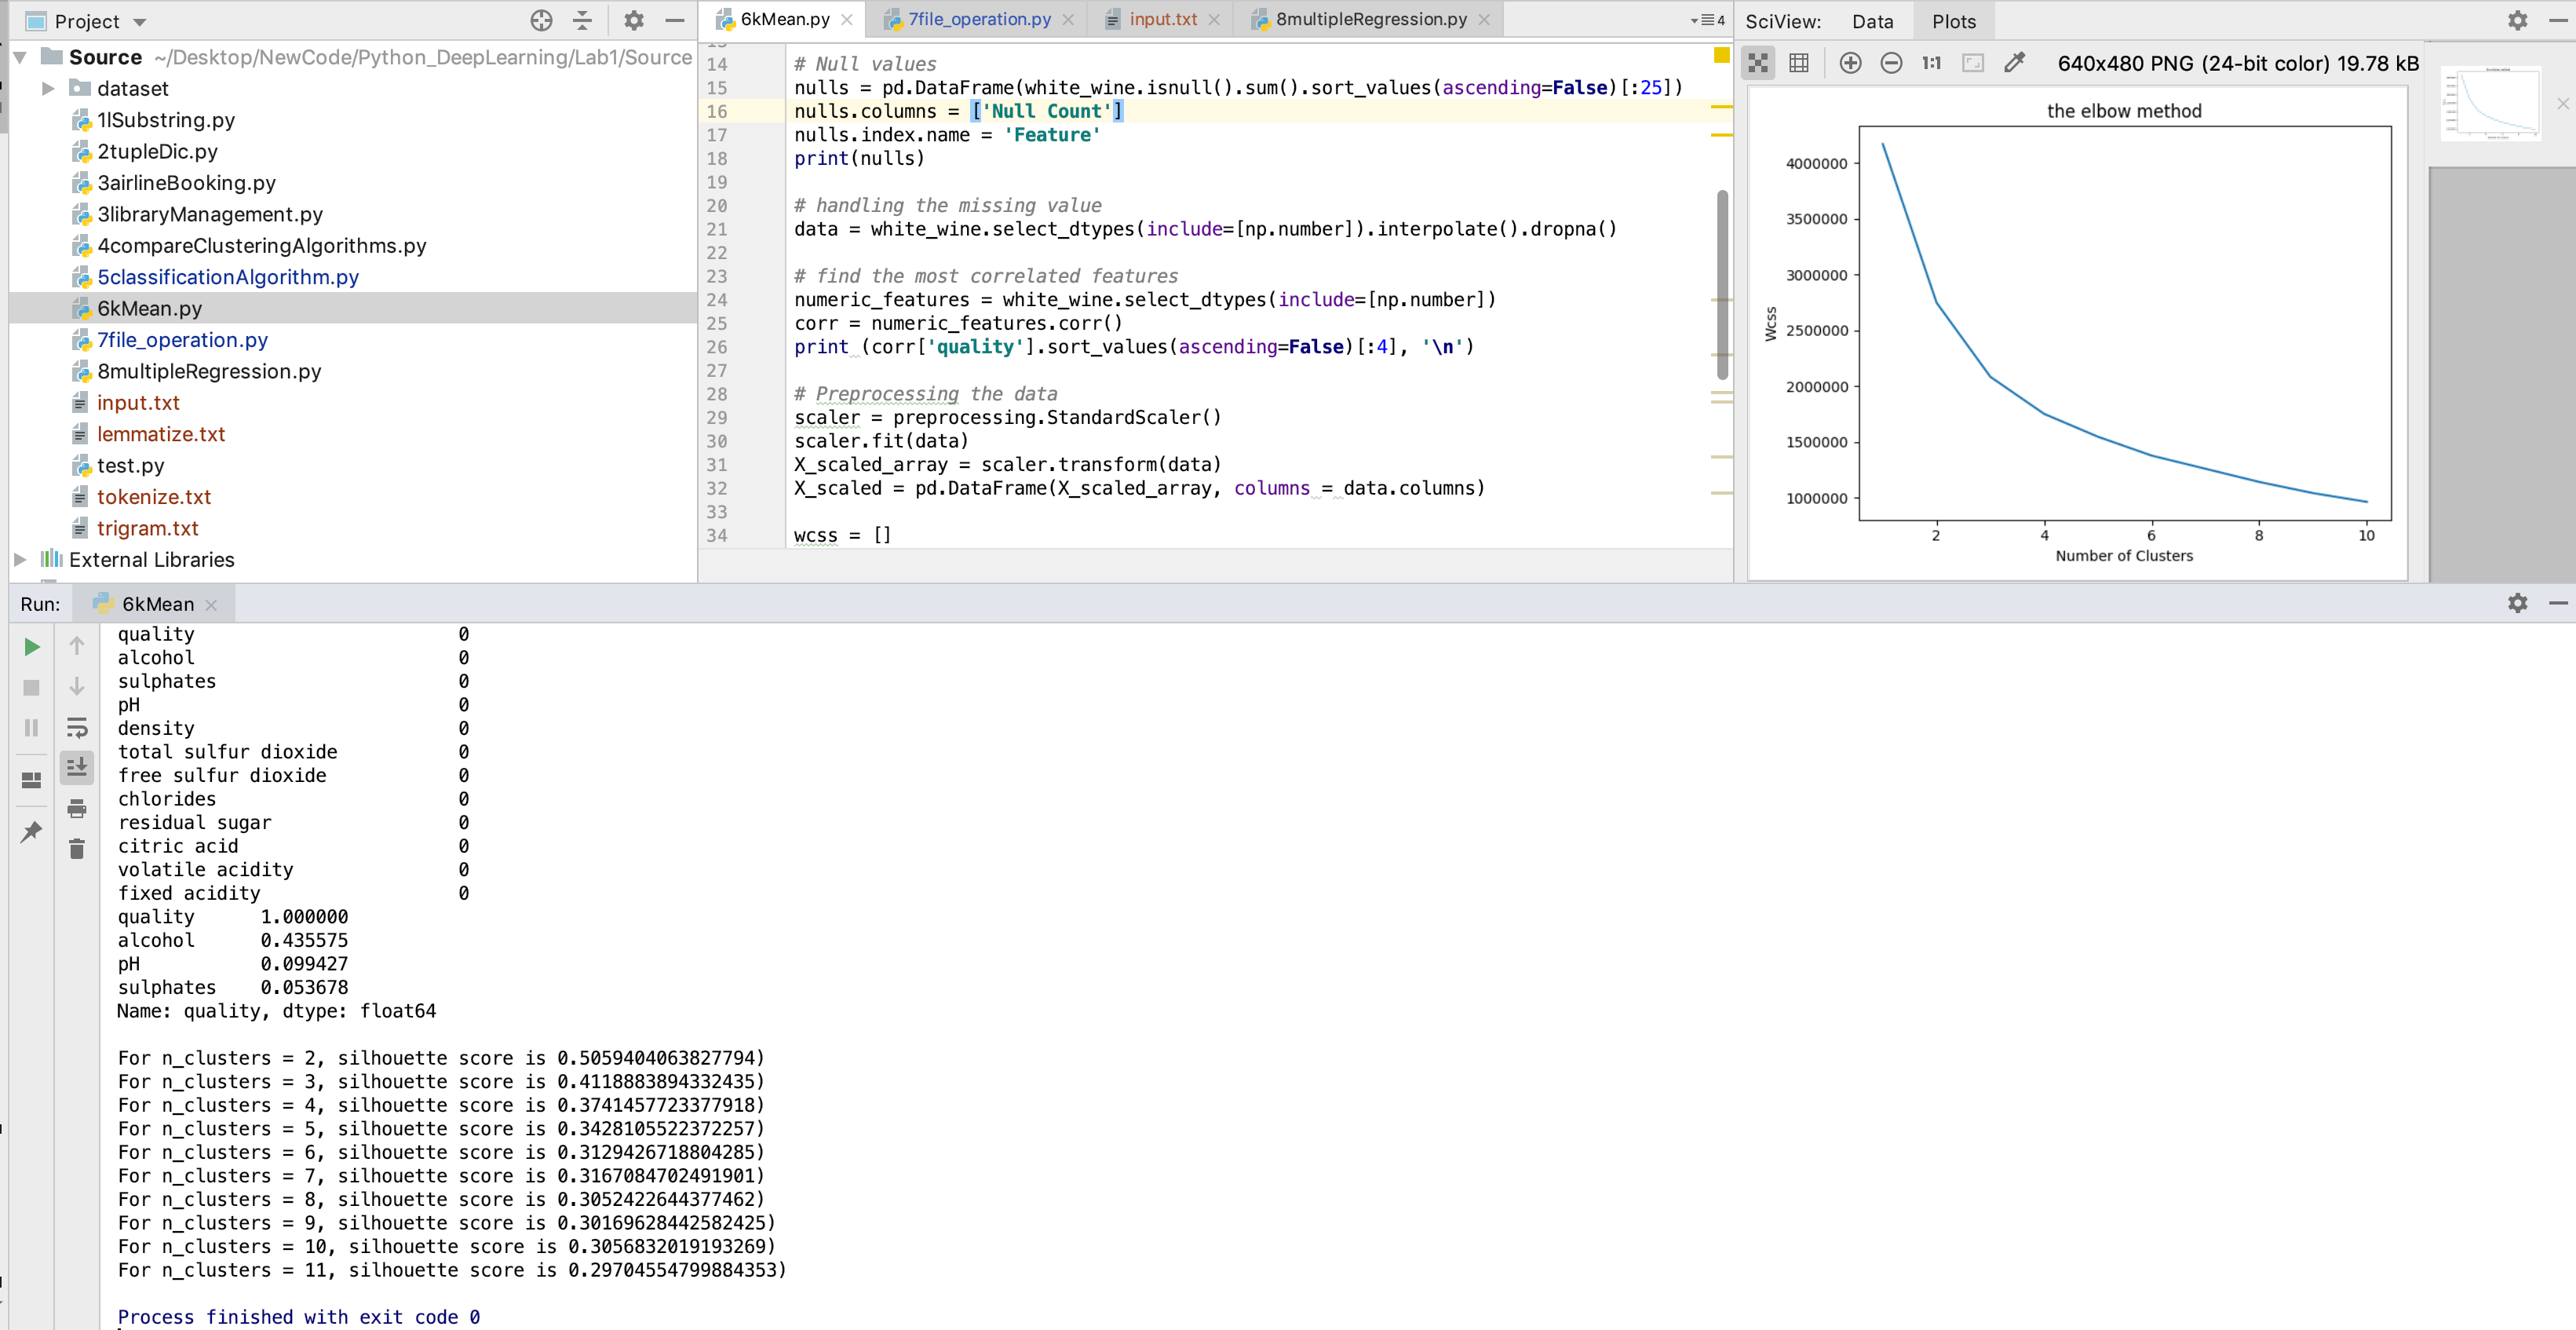 Project
Source ~/Desktop/NewCode/Python_DeepLearning/Lab1/Source
dataset
1lSubstring.py
2tupleDic.py
3airlineBooking.py
3libraryManagement.py
4compareClusteringAlgorithms.py
5classificationAlgorithm.py
6kMean.py
7file_operation.py
8multipleRegression.py
input.txt
lemmatize.txt
test.py
tokenize.txt
trigram.txt
External Libraries
6kMean.py 7file_operation.py input.txt 8multipleRegression.py 4
14 # Null values
15 nulls = pd.DataFrame(white_wine.isnull().sum().sort_values(ascending=False)[:25])
16 nulls.columns = ['Null Count']
17 nulls.index.name = 'Feature'
18 print(nulls)
19
20 # handling the missing value
21 data = white_wine.select_dtypes(include=[np.number]).interpolate().dropna()
22
23 # find the most correlated features
24 numeric_features = white_wine.select_dtypes(include=[np.number])
25 corr = numeric_features.corr()
26 print (corr['quality'].sort_values(ascending=False)[:4], '\n')
27
28 # Preprocessing the data
29 scaler = preprocessing.StandardScaler()
30 scaler.fit(data)
31 X_scaled_array = scaler.transform(data)
32 X_scaled = pd.DataFrame(X_scaled_array, columns = data.columns)
33
34 wcss = []
SciView: Data Plots
1:1 640x480 PNG (24-bit color) 19.78 kB
the elbow method
4000000
3500000
3000000
2500000
2000000
1500000
1000000
Wcss
2 4 6 8 10
Number of Clusters
Run: 6kMean
quality 0
alcohol 0
sulphates 0
pH 0
density 0
total sulfur dioxide 0
free sulfur dioxide 0
chlorides 0
residual sugar 0
citric acid 0
volatile acidity 0
fixed acidity 0
quality 1.000000
alcohol 0.435575
pH 0.099427
sulphates 0.053678
Name: quality, dtype: float64
For n_clusters = 2, silhouette score is 0.5059404063827794)
For n_clusters = 3, silhouette score is 0.4118883894332435)
For n_clusters = 4, silhouette score is 0.3741457723377918)
For n_clusters = 5, silhouette score is 0.3428105522372257)
For n_clusters = 6, silhouette score is 0.3129426718804285)
For n_clusters = 7, silhouette score is 0.3167084702491901)
For n_clusters = 8, silhouette score is 0.3052422644377462)
For n_clusters = 9, silhouette score is 0.30169628442582425)
For n_clusters = 10, silhouette score is 0.3056832019193269)
For n_clusters = 11, silhouette score is 0.29704554799884353)
Process finished with exit code 0